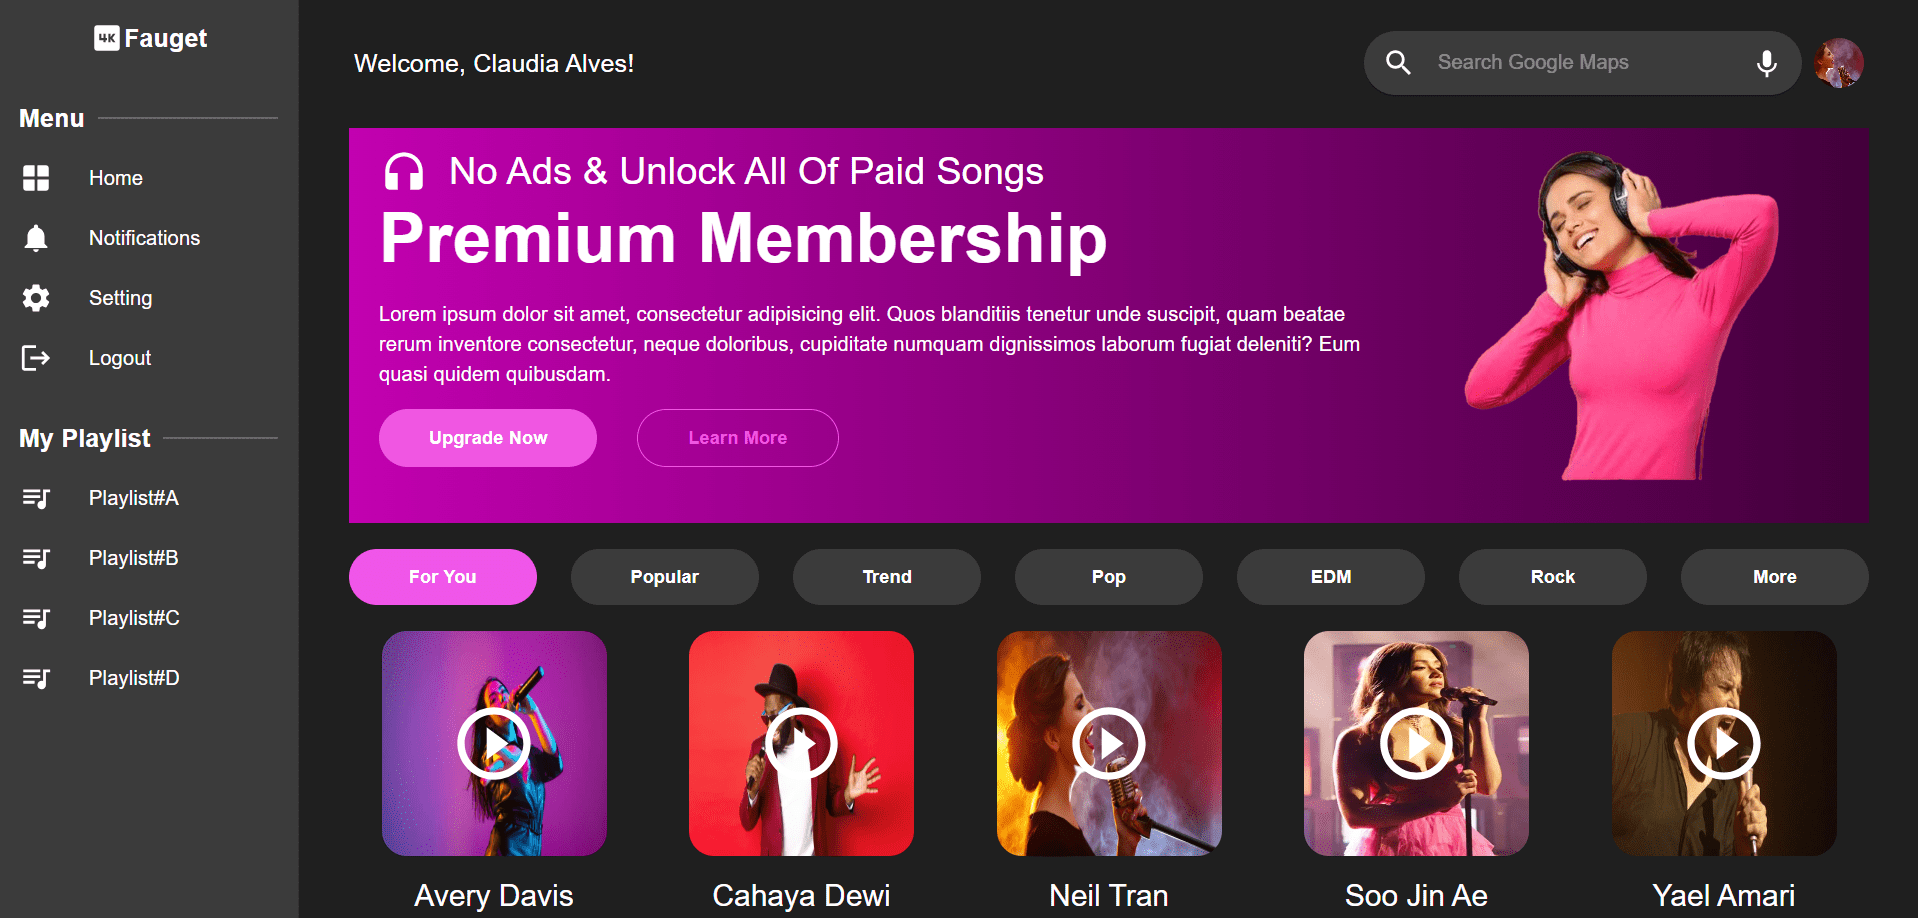 4K Fauget
Menu
Home
Notifications
Setting
Logout
My Playlist
Playlist#A
Playlist#B
Playlist#C
Playlist#D
Welcome, Claudia Alves!
Search Google Maps
No Ads & Unlock All Of Paid Songs
Premium Membership
Lorem ipsum dolor sit amet, consectetur adipisicing elit. Quos blanditiis tenetur unde suscipit, quam beatae
rerum inventore consectetur, neque doloribus, cupiditate numquam dignissimos laborum fugiat deleniti? Eum
quasi quidem quibusdam.
Upgrade Now Learn More
For You Popular Trend Pop EDM Rock More
Avery Davis Cahaya Dewi Neil Tran Soo Jin Ae Yael Amari